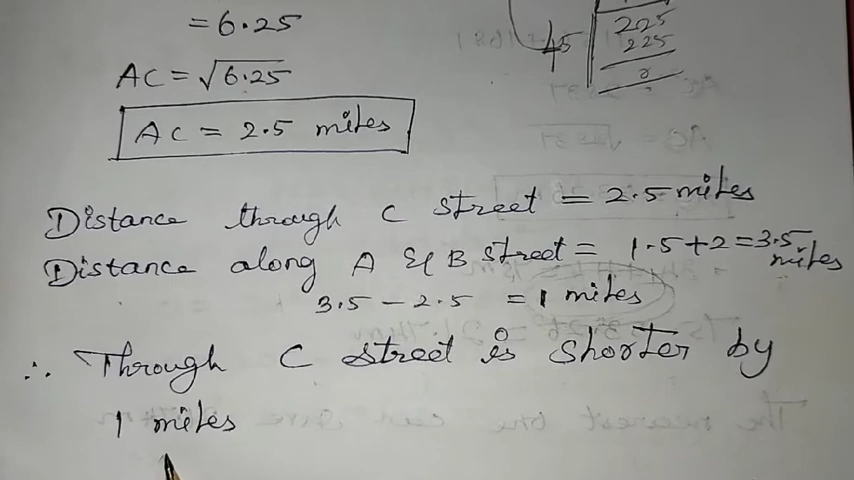 = 6.25
45 225
225
0
AC = √6.25
AC = 2.5 miles
Distance through C street = 2.5 miles
Distance along A & B street = 1.5+2=3.5 miles
3.5 - 2.5 = 1 miles
∴ Through C street is shorter by
1 miles